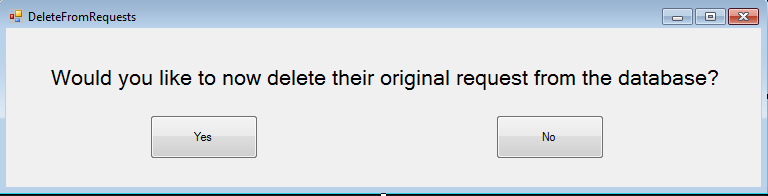 DeleteFromRequests
Would you like to now delete their original request from the database?
Yes
No